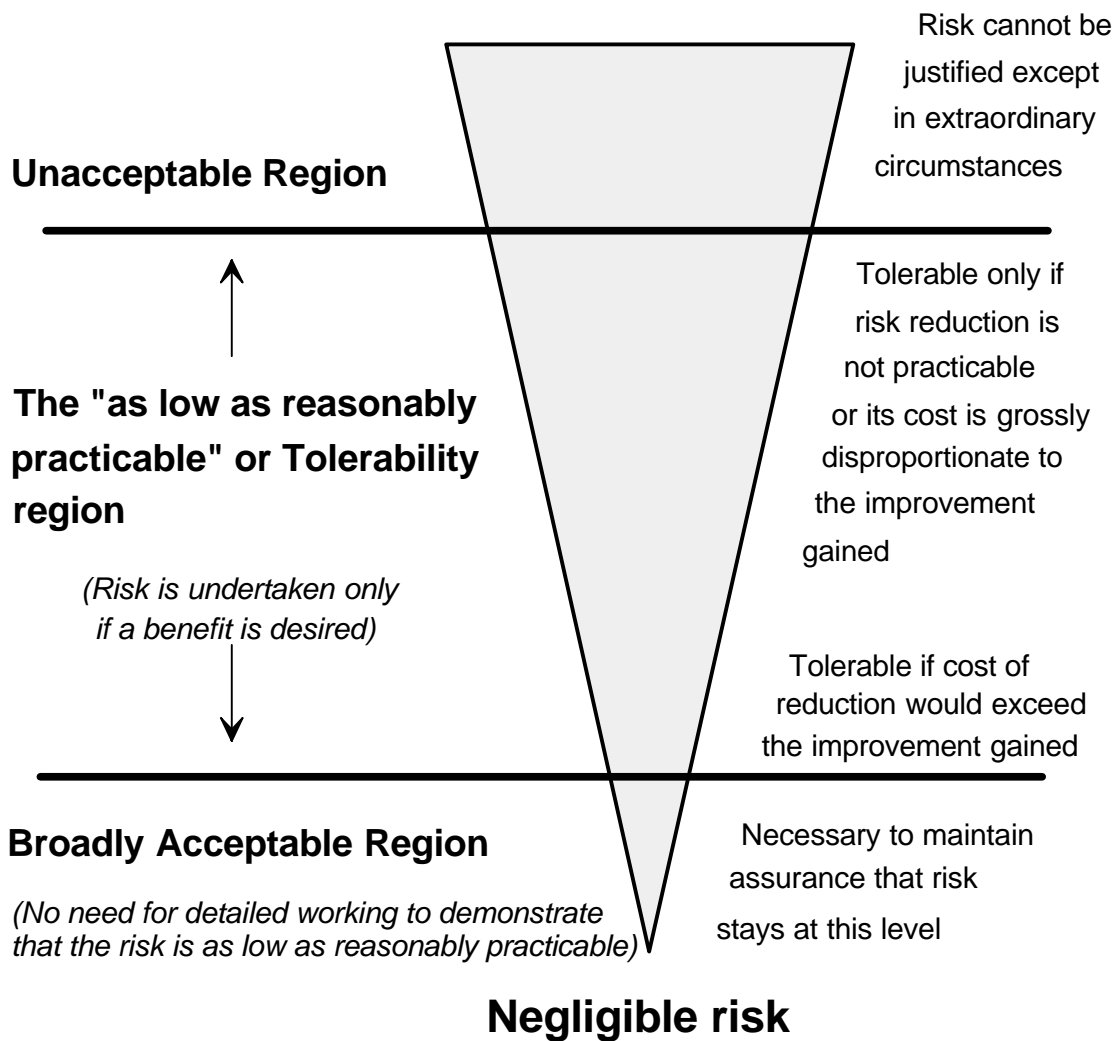 Risk cannot be
justified except
in extraordinary
circumstances
Unacceptable Region
Tolerable only if
risk reduction is
not practicable
or its cost is grossly
disproportionate to
the improvement
gained
The "as low as reasonably
practicable" or Tolerability
region
(Risk is undertaken only
if a benefit is desired)
Tolerable if cost of
reduction would exceed
the improvement gained
Broadly Acceptable Region
(No need for detailed working to demonstrate
that the risk is as low as reasonably practicable)
Necessary to maintain
assurance that risk
stays at this level
Negligible risk